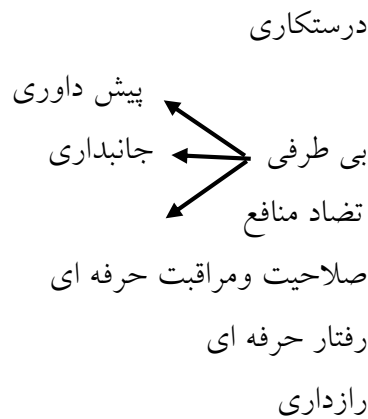 درستکاری
پیش داوری
بی طرفی جانبداری
تضاد منافع
صلاحیت ومراقبت حرفه ای
رفتار حرفه ای
رازداری